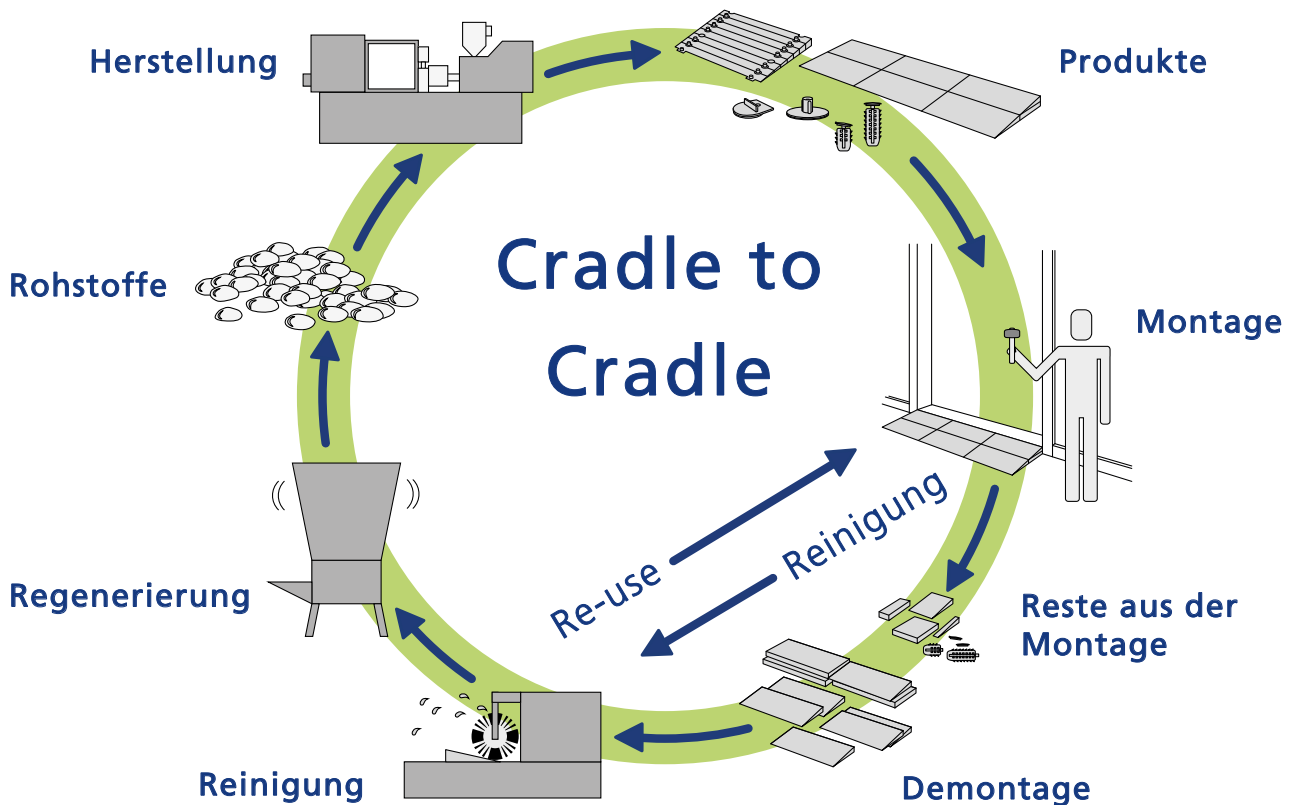 Herstellung
Produkte
Rohstoffe
Cradle to
Cradle
Montage
Re-use
Reinigung
Regenerierung
Reste aus der
Montage
Reinigung
Demontage